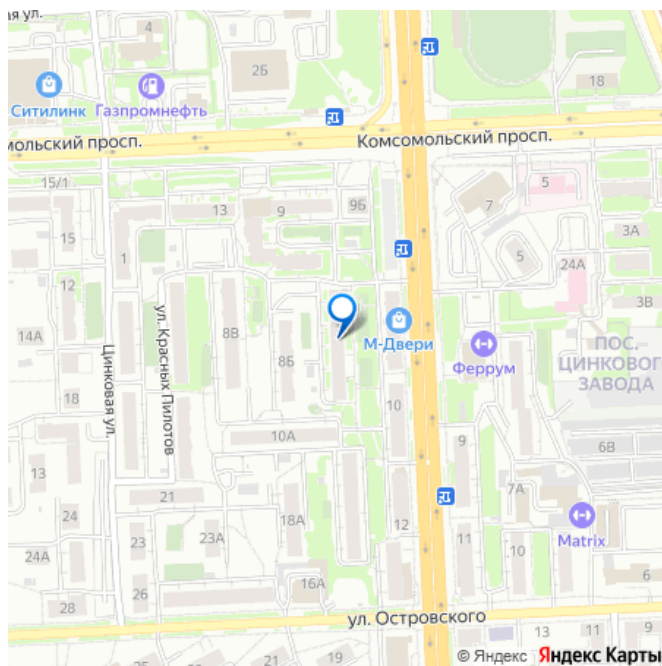 ая ул.
4
2Б
Ситилинк
Газпромнефть
18
мольский просп.
Комсомольский просп.
15/1
5
13
9
9Б
7
15
3А
1
5
24А
12
3В
ул. Красных Пилотов
8В
14А
М-Двери
ПОС.
ЦИНКОВОГ
ЗАВОДА
8Б
Феррум
Цинковая ул.
18
10
10А
9
6В
13
21
7А
24
18А
12
23А
11
10
Matrix
24А
23
16А
6
26
28
ул. Островского
13
11
9
© Яндекс Яндекс Карты